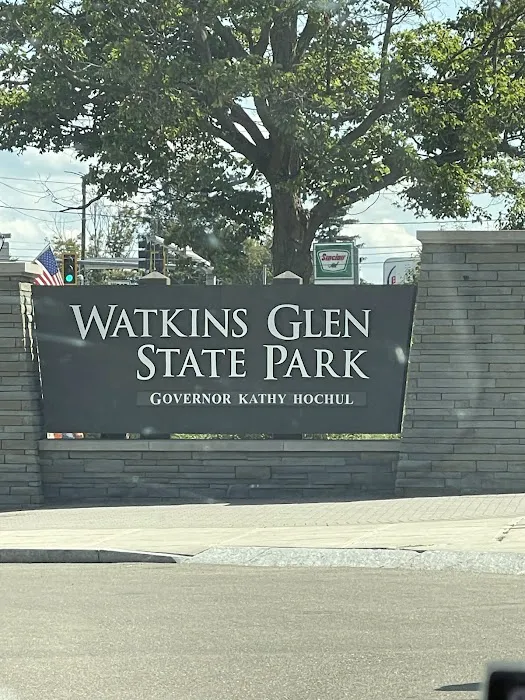 Sinclair
WATKINS GLEN
STATE PARK
GOVERNOR KATHY HOCHUL